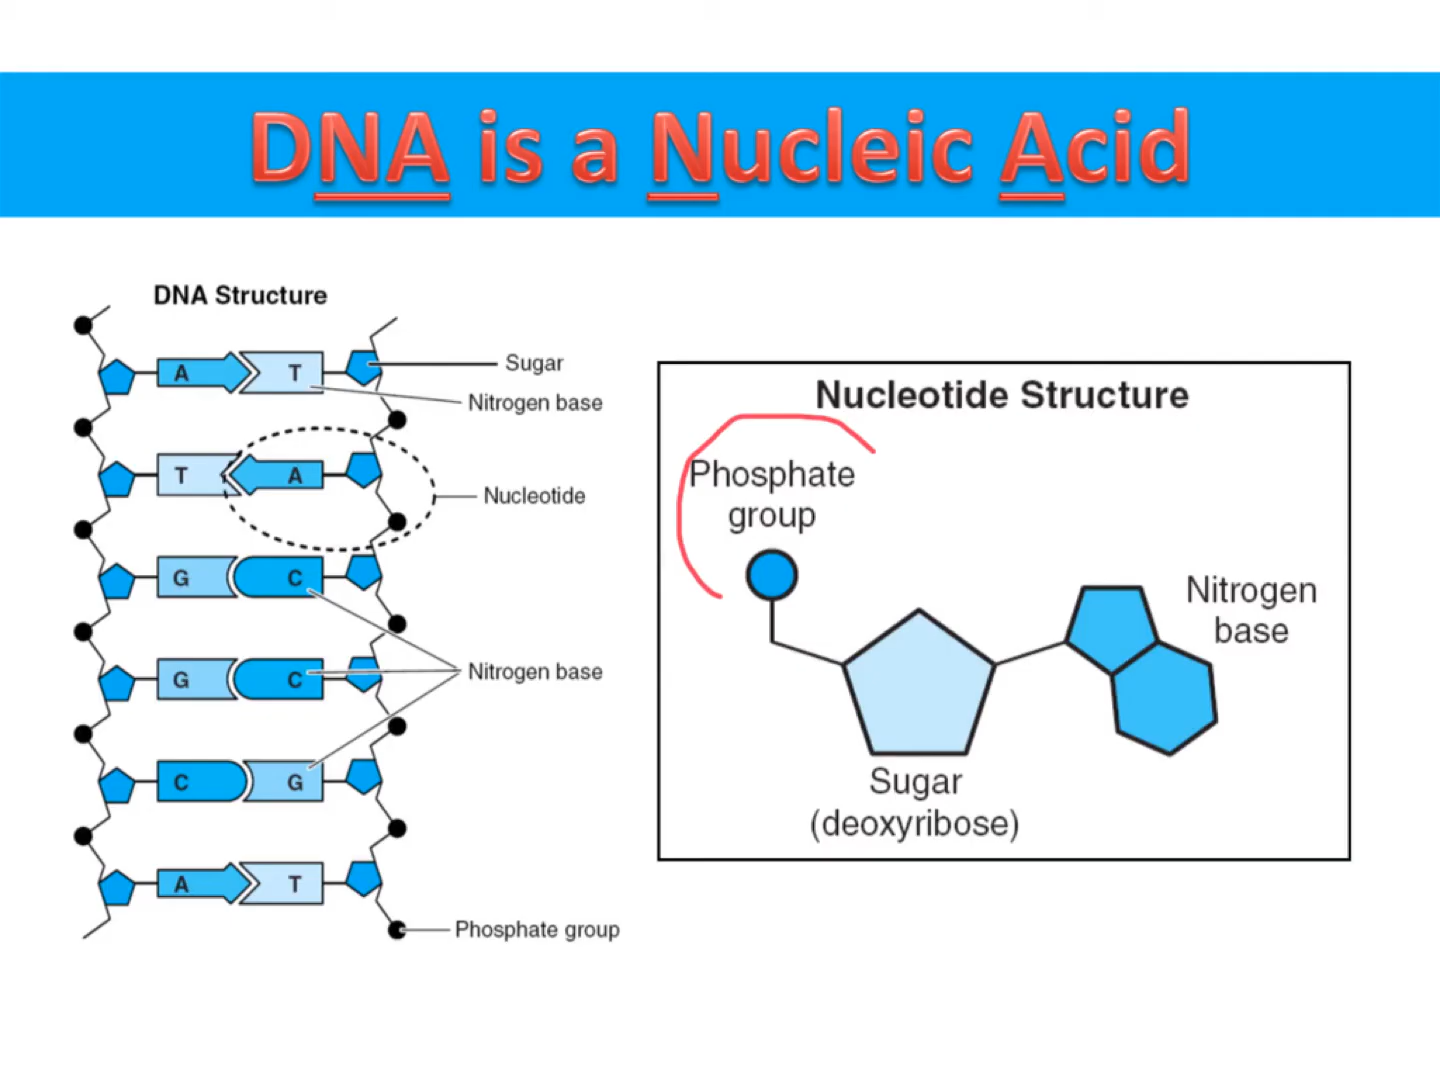 DNA is a Nucleic Acid
DNA Structure
A T
Sugar
Nitrogen base
T A
Nucleotide
G C
G C
Nitrogen base
C G
A T
Phosphate group
Nucleotide Structure
Phosphate
group
Nitrogen
base
Sugar
(deoxyribose)